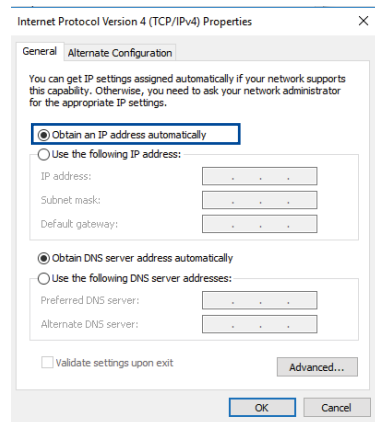 Internet Protocol Version 4 (TCP/IPv4) Properties
General
Alternate Configuration
You can get IP settings assigned automatically if your network supports
this capability. Otherwise, you need to ask your network administrator
for the appropriate IP settings.
Obtain an IP address automatically
Use the following IP address:
IP address:
Subnet mask:
Default gateway:
Obtain DNS server address automatically
Use the following DNS server addresses:
Preferred DNS server:
Alternate DNS server:
Validate settings upon exit
Advanced...
OK
Cancel